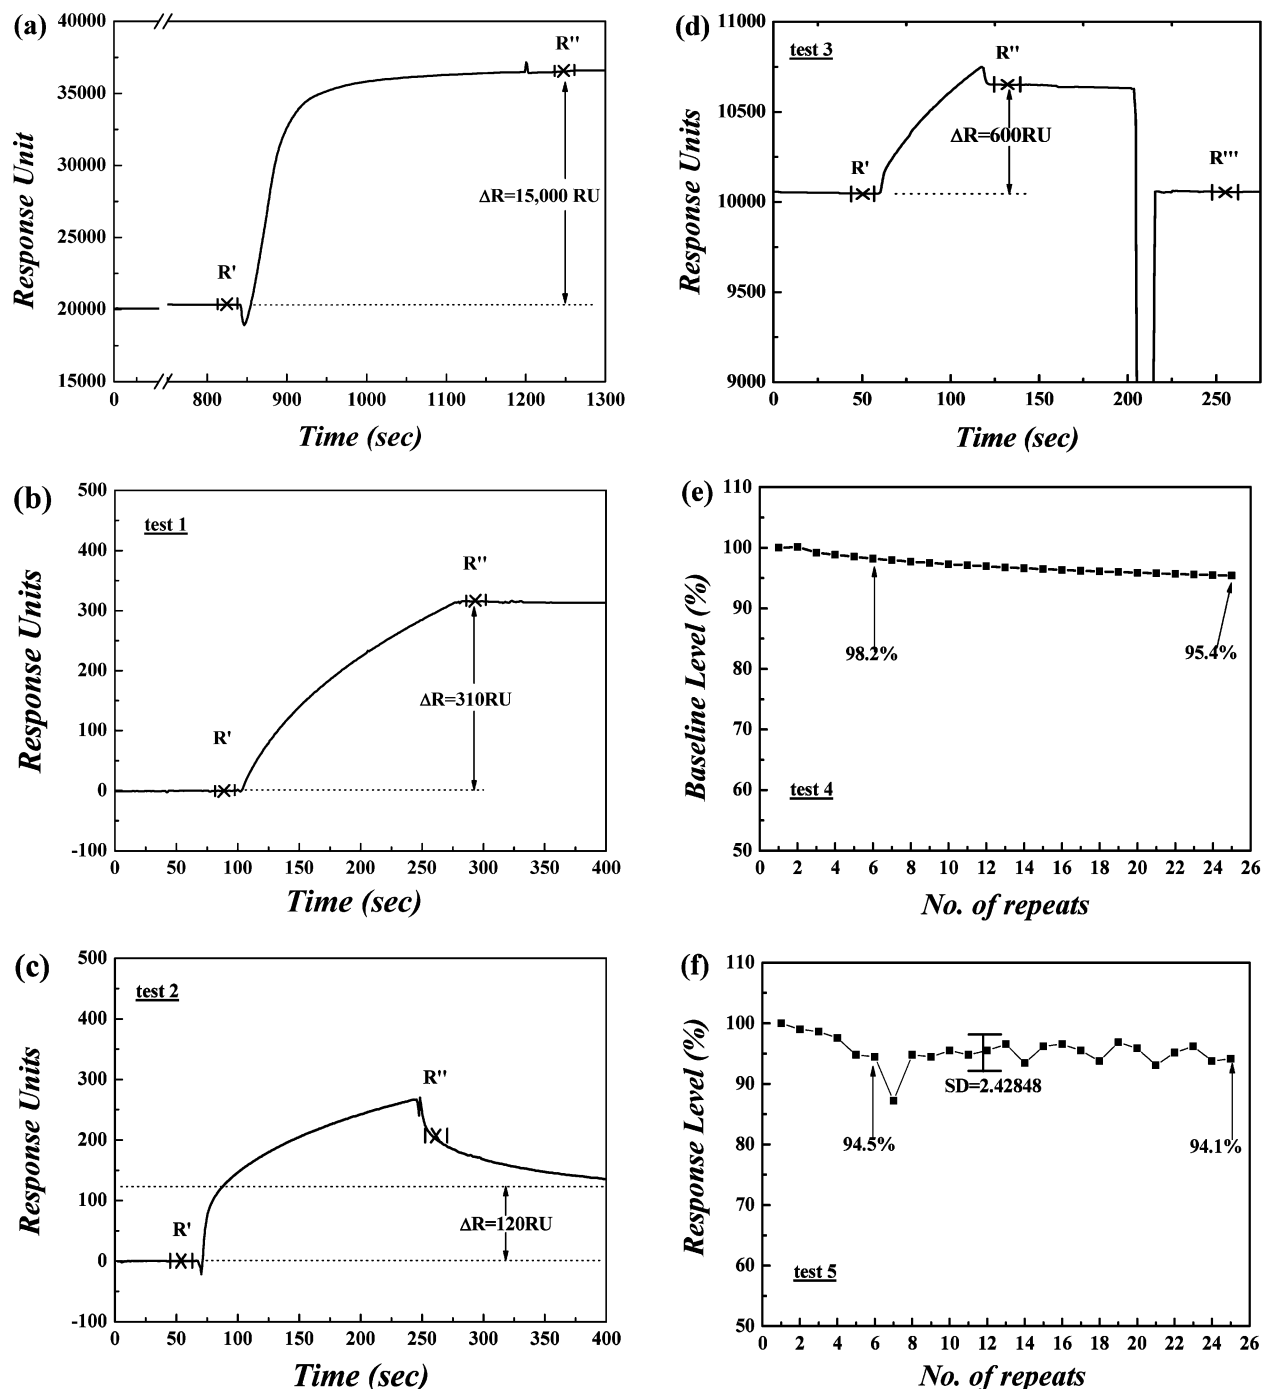 (a)
40000
35000
30000
25000
20000
15000
Response Unit
R'
R''
ΔR=15,000 RU
0 800 900 1000 1100 1200 1300
Time (sec)
(b)
500
400
300
200
100
0
-100
Response Units
test 1
R'
R''
ΔR=310RU
0 50 100 150 200 250 300 350 400
Time (sec)
(c)
500
400
300
200
100
0
-100
Response Units
test 2
R'
R''
ΔR=120RU
0 50 100 150 200 250 300 350 400
Time (sec)
(d)
11000
10500
10000
9500
9000
Response Units
test 3
R'
R''
R'''
ΔR=600RU
0 50 100 150 200 250
Time (sec)
(e)
110
100
90
80
70
60
50
Baseline Level (%)
98.2%
95.4%
test 4
0 2 4 6 8 10 12 14 16 18 20 22 24 26
No. of repeats
(f)
110
100
90
80
70
60
50
Response Level (%)
SD=2.42848
94.5%
94.1%
test 5
0 2 4 6 8 10 12 14 16 18 20 22 24 26
No. of repeats